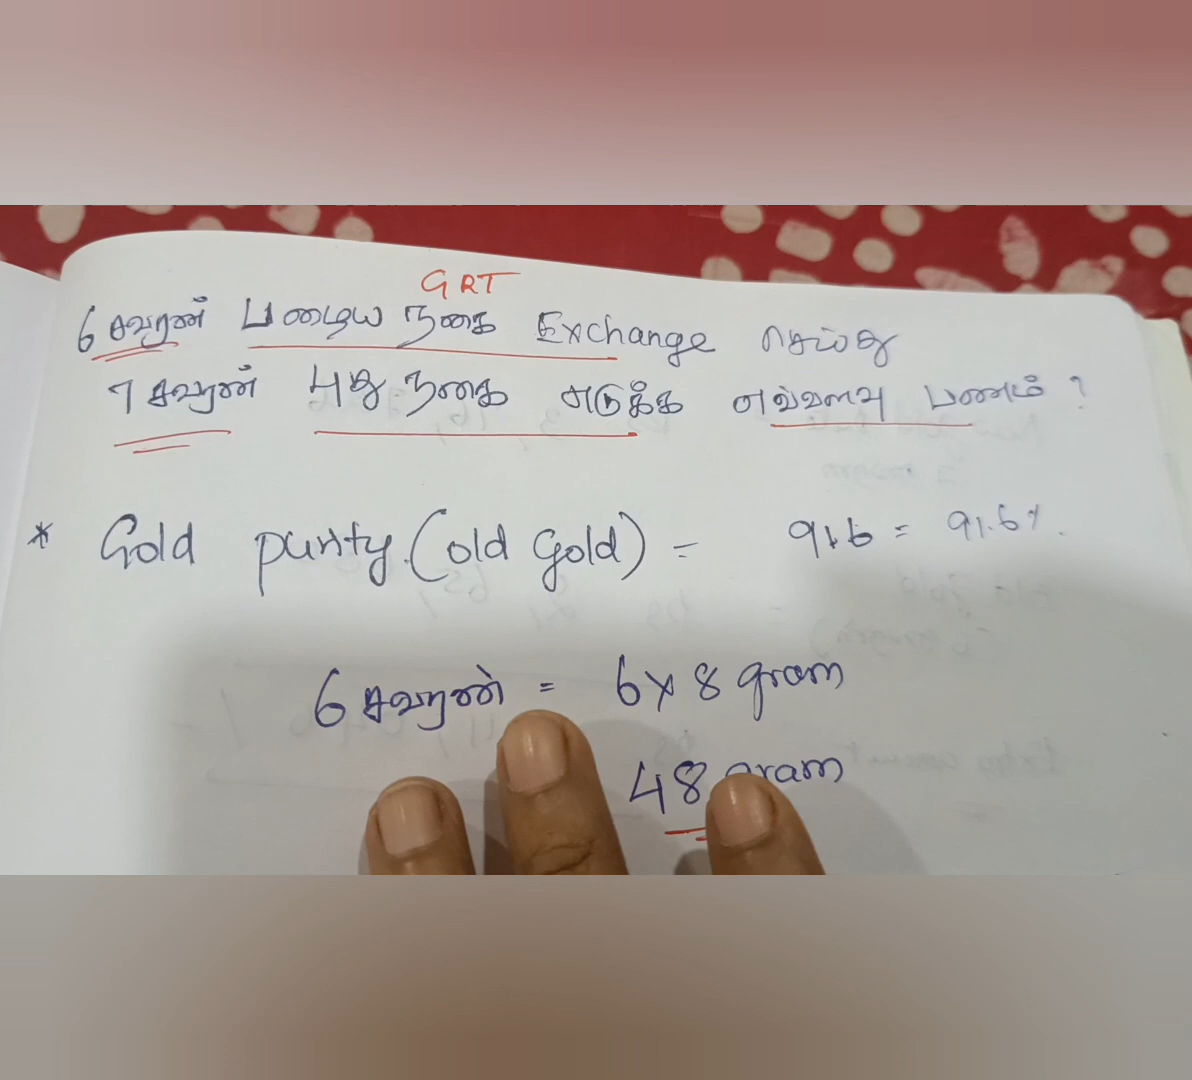 GRT
6 சவரன் பழைய நகை Exchange செய்து
7 சவரன் புது நகை எடுக்க எவ்வளவு பணம் ?
* Gold purity (old gold) = 916 = 91.6%.
6 சவரன் = 6 x 8 gram
48 gram